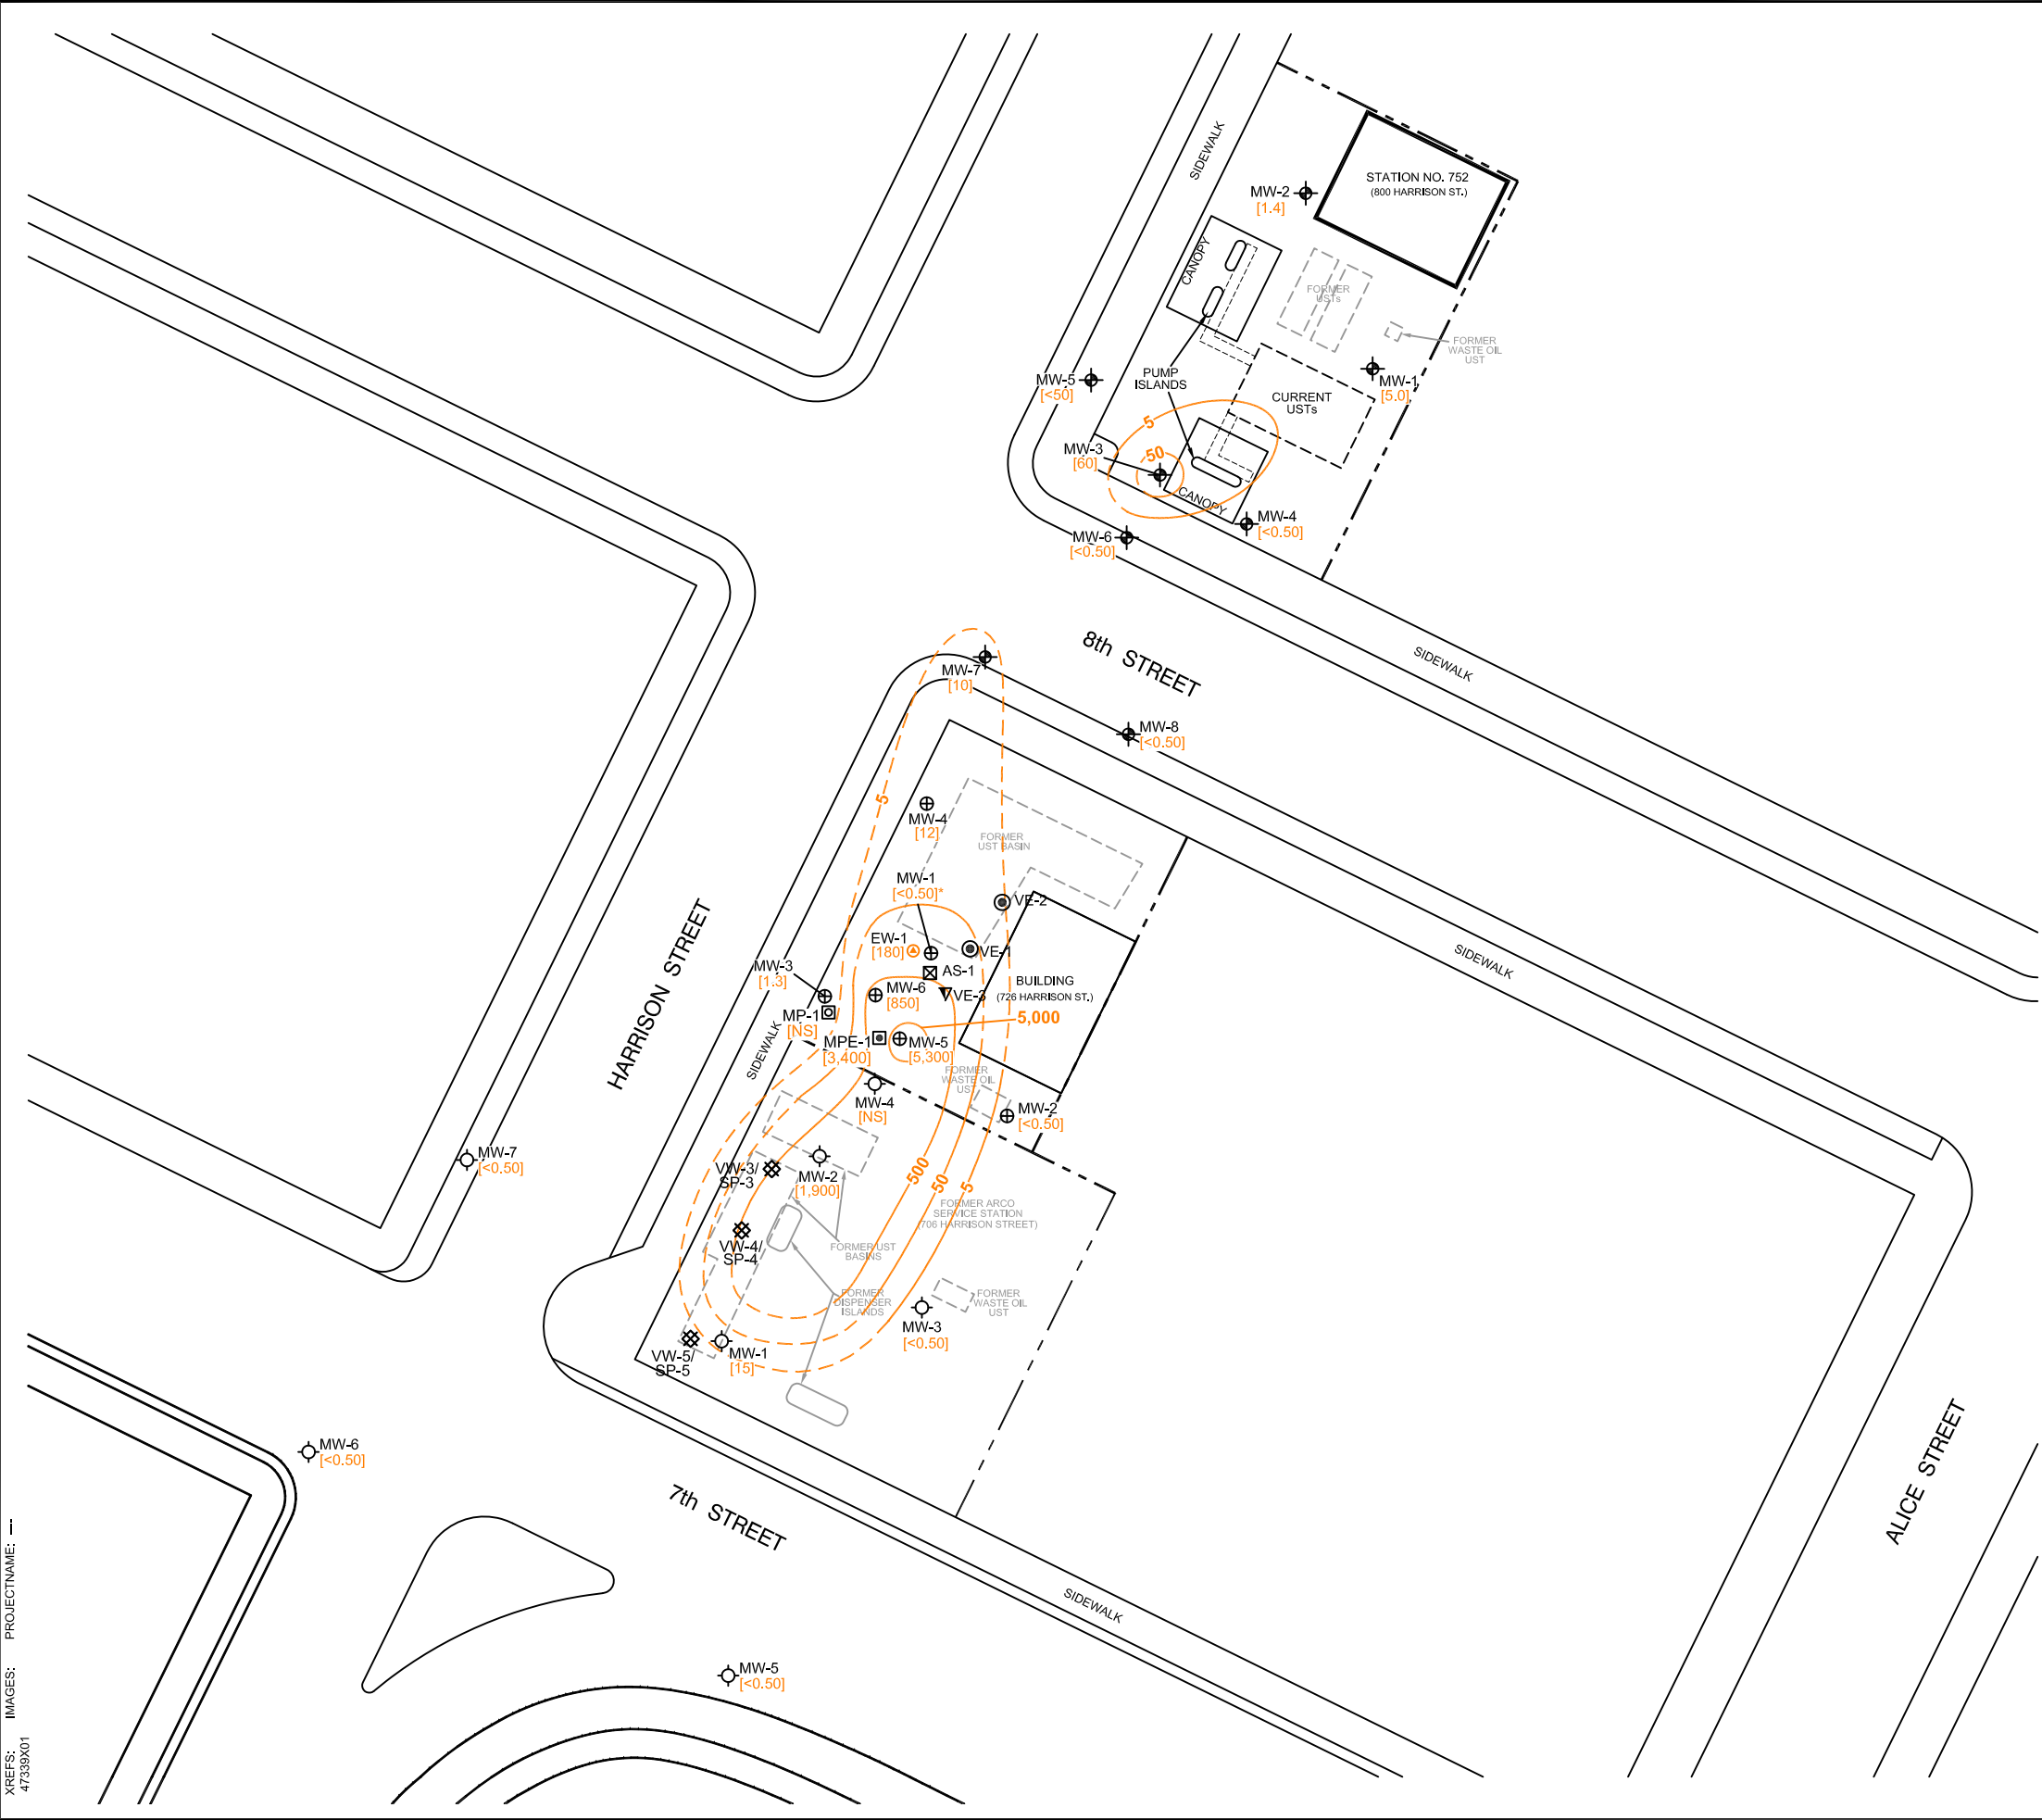 SIDEWALK
STATION NO. 752
(800 HARRISON ST.)
MW-2
[1.4]
CANOPY
FORMER
USTs
FORMER
WASTE OIL
UST
PUMP
ISLANDS
MW-5
[<50]
MW-1
[5.0]
CURRENT
USTs
5
MW-3
[60]
50
CANOPY
MW-4
[<0.50]
MW-6
[<0.50]
8th STREET
SIDEWALK
MW-7
[10]
MW-8
[<0.50]
5
MW-4
[12]
FORMER
UST BASIN
MW-1
[<0.50]*
VE-2
HARRISON STREET
EW-1
[180]
VE-1
SIDEWALK
MW-3
[1.3]
AS-1
BUILDING
(726 HARRISON ST.)
MW-6
[850]
VE-3
MP-1
[NS]
5,000
SIDEWALK
MPE-1
[3,400]
MW-5
[5,300]
FORMER
WASTE OIL
UST
MW-4
[NS]
MW-2
[<0.50]
MW-7
[<0.50]
VW-3/
SP-3
MW-2
[1,900]
500
50
5
FORMER ARCO
SERVICE STATION
(706 HARRISON STREET)
VW-4/
SP-4
FORMER UST
BASINS
FORMER
DISPENSER
ISLANDS
FORMER
WASTE OIL
UST
MW-3
[<0.50]
VW-5/
SP-5
MW-1
[15]
MW-6
[<0.50]
7th STREET
ALICE STREET
SIDEWALK
MW-5
[<0.50]
XREFS: IMAGES: PROJECTNAME: ---
47339X01